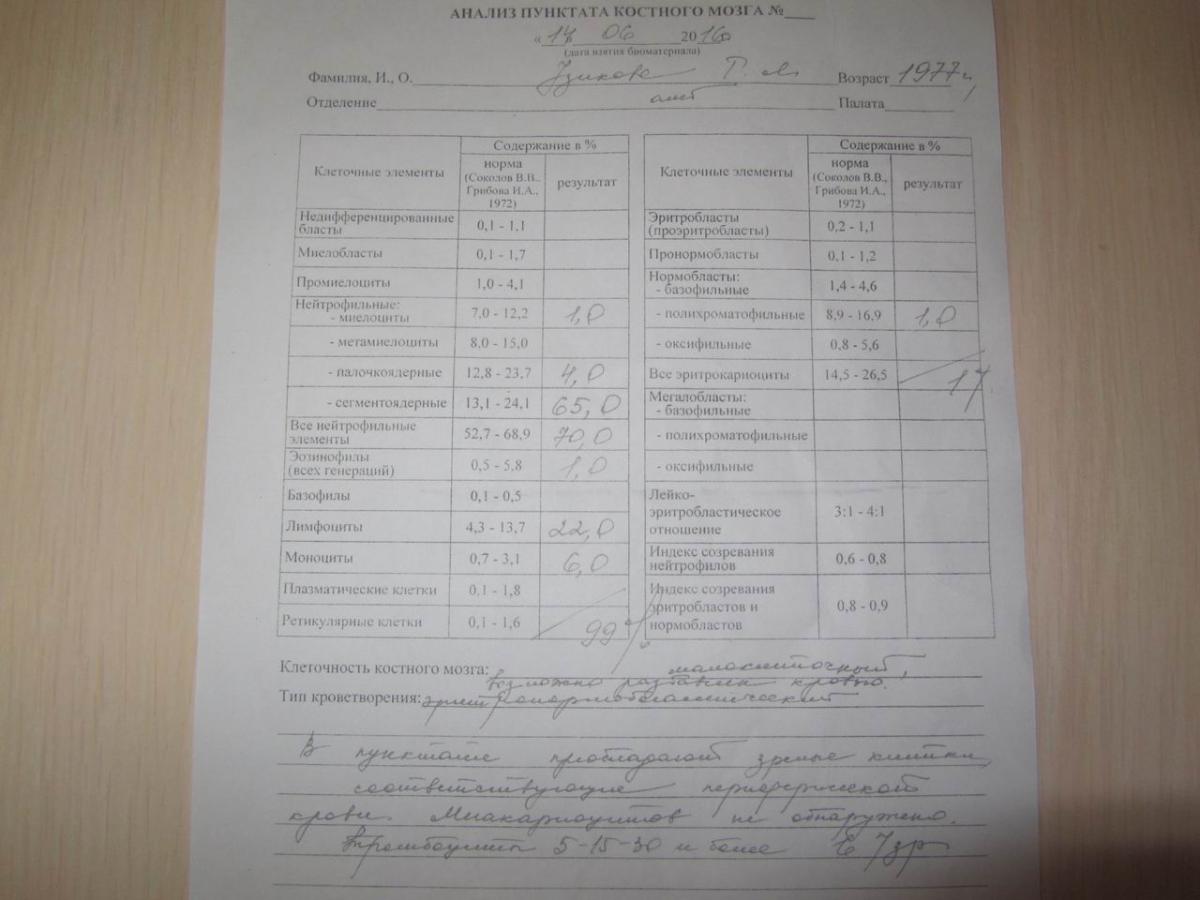 АНАЛИЗ ПУНКТАТА КОСТНОГО МОЗГА №___
«14» 06 2016
(дата взятия биоматериала)
Фамилия, И., О. Возраст 1977г,
Отделение амб Палата
Клеточные элементы Содержание в %
норма (Соколов В.В., Грибова И.А., 1972) результат
Недифференцированные бласты 0,1 - 1,1
Миелобласты 0,1 - 1,7
Промиелоциты 1,0 - 4,1
Нейтрофильные:
- миелоциты 7,0 - 12,2 1,0
- метамиелоциты 8,0 - 15,0
- палочкоядерные 12,8 - 23,7 4,0
- сегментоядерные 13,1 - 24,1 65,0
Все нейтрофильные элементы 52,7 - 68,9 70,0
Эозинофилы (всех генераций) 0,5 - 5,8 1,0
Базофилы 0,1 - 0,5
Лимфоциты 4,3 - 13,7 22,0
Моноциты 0,7 - 3,1 6,0
Плазматические клетки 0,1 - 1,8
Ретикулярные клетки 0,1 - 1,6 99%
Клеточные элементы Содержание в %
норма (Соколов В.В., Грибова И.А., 1972) результат
Эритробласты (проэритробласты) 0,2 - 1,1
Пронормобласты 0,1 - 1,2
Нормобласты:
- базофильные 1,4 - 4,6
- полихроматофильные 8,9 - 16,9 1,0
- оксифильные 0,8 - 5,6
Все эритрокариоциты 14,5 - 26,5
Мегалобласты:
- базофильные
- полихроматофильные
- оксифильные
Лейко-эритробластическое отношение 3:1 - 4:1
Индекс созревания нейтрофилов 0,6 - 0,8
Индекс созревания эритробластов и нормобластов 0,8 - 0,9
Клеточность костного мозга: малоклеточный,
возможно разбавлен кровью.
Тип кроветворения: эритронормобластический
В пунктате преобладают зрелые клетки,
соответствующие периферической
крови. Мегакариоцитов не обнаружено.
Тромбоциты 5-15-30 и более в п/зр